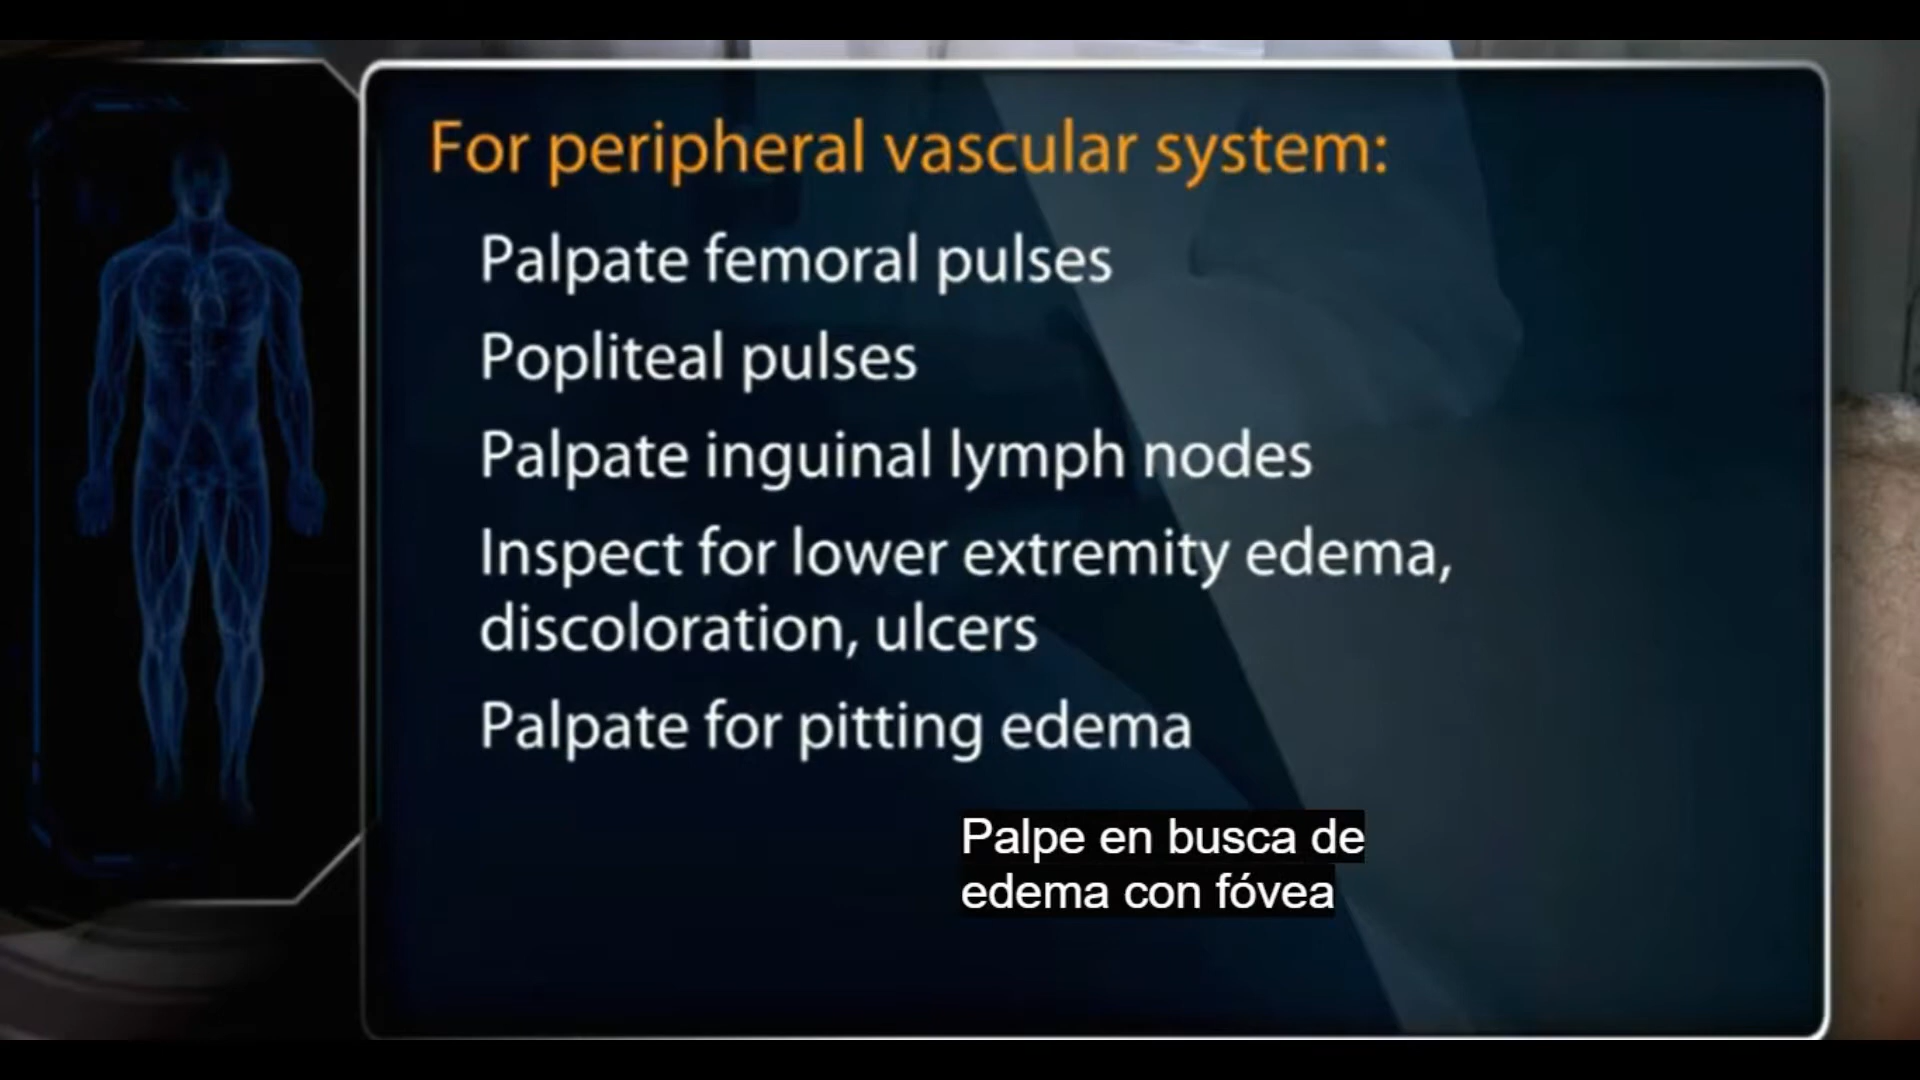 For peripheral vascular system:
Palpate femoral pulses
Popliteal pulses
Palpate inguinal lymph nodes
Inspect for lower extremity edema,
discoloration, ulcers
Palpate for pitting edema
Palpe en busca de
edema con fóvea